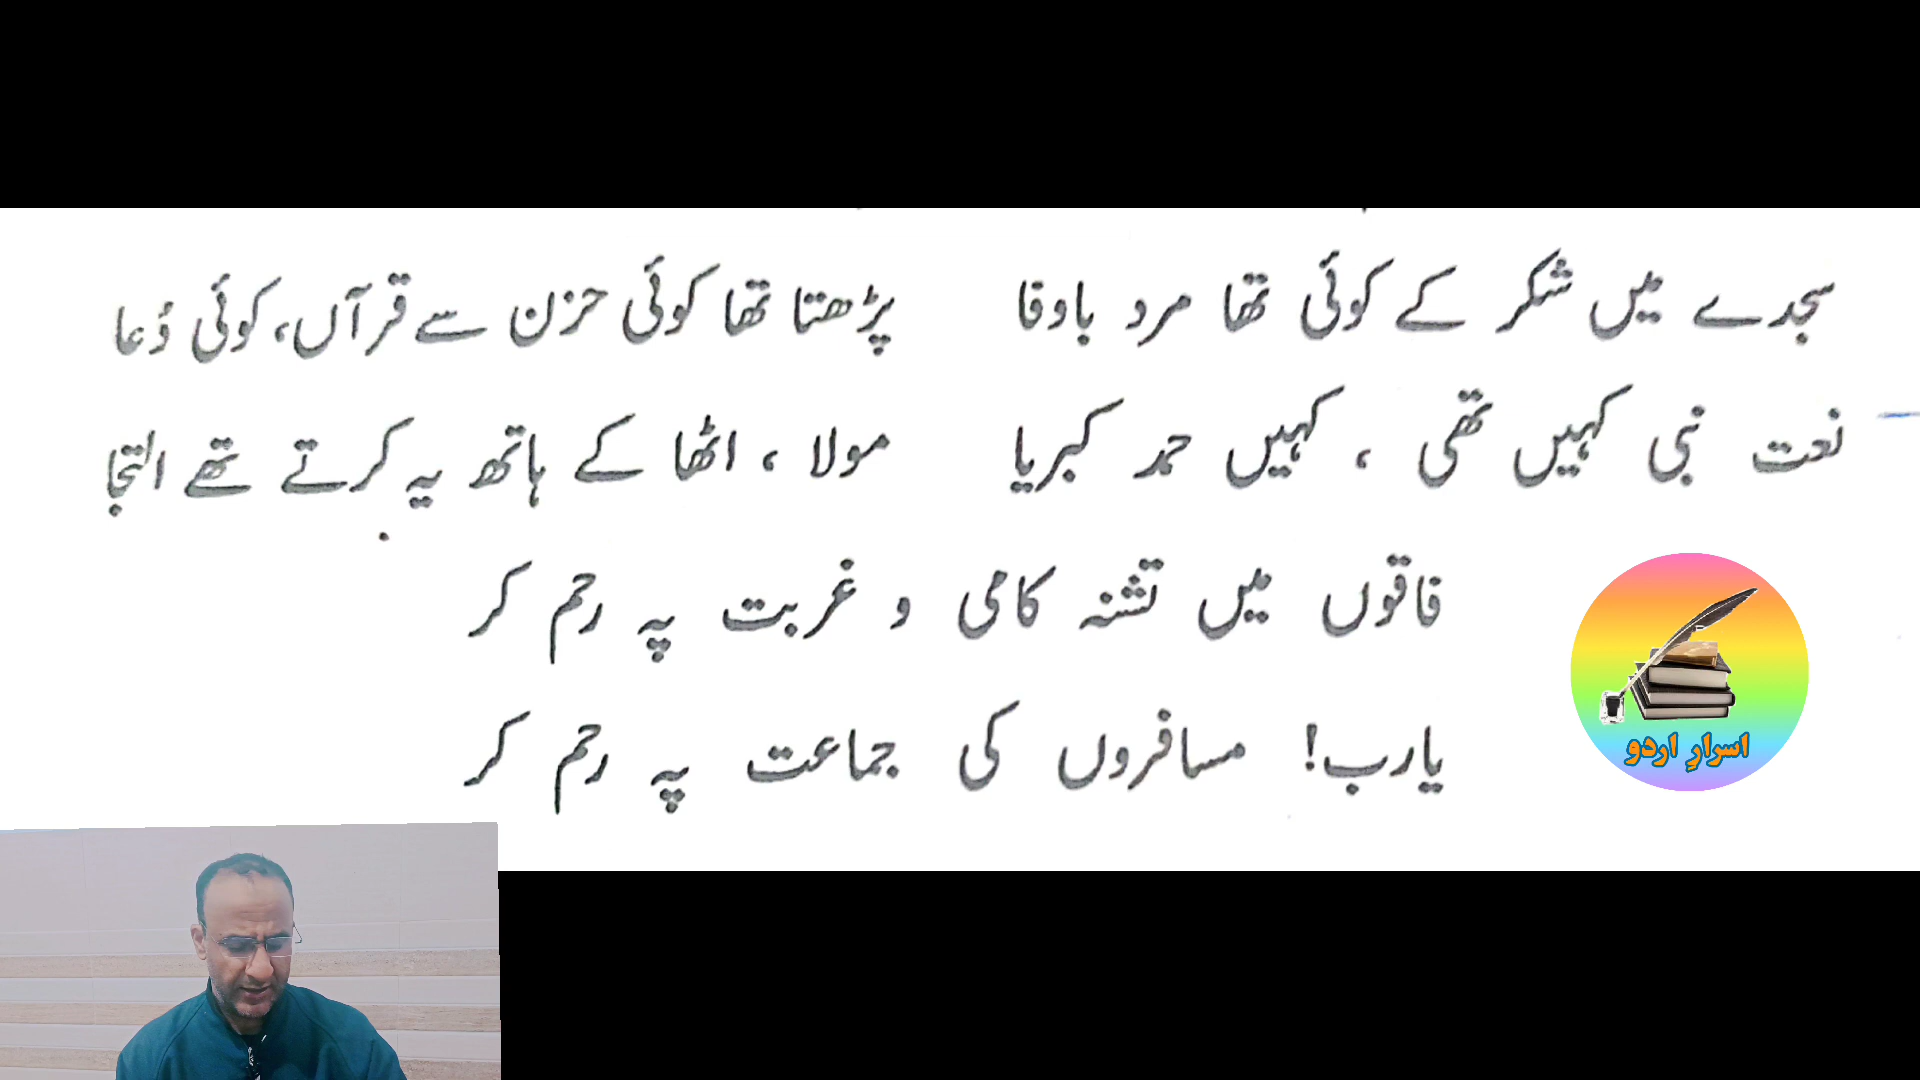 سجدے میں شکر کے کوئی تھا مرد باوفا پڑھتا تھا کوئی حزن سے قرآں، کوئی دُعا
نعت نبی کہیں تھی ، کہیں حمد کبریا مولا ، اٹھا کے ہاتھ یہ کرتے تھے التجا
فاقوں میں تشنہ کامی و غربت پہ رحم کر
یارب! مسافروں کی جماعت پہ رحم کر
اسرارِ اردو